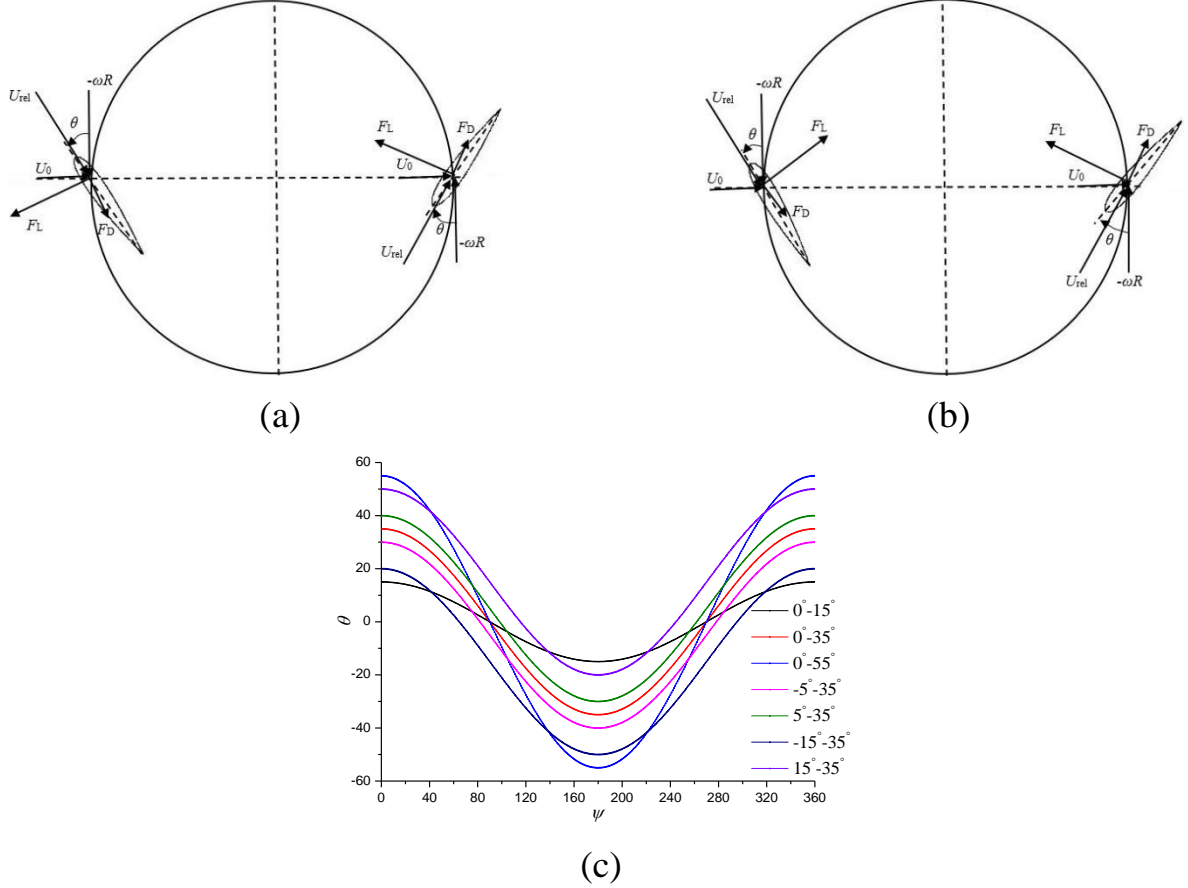 -ωR
U_rel
θ
U_0
F_L
F_D
F_L
F_D
U_0
θ
U_rel
-ωR
(a)
-ωR
U_rel
θ
F_L
U_0
F_D
F_L
F_D
U_0
θ
U_rel
-ωR
(b)
60
40
20
0
-20
-40
-60
θ
0°-15°
0°-35°
0°-55°
-5°-35°
5°-35°
-15°-35°
15°-35°
0 40 80 120 160 200 240 280 320 360
ψ
(c)